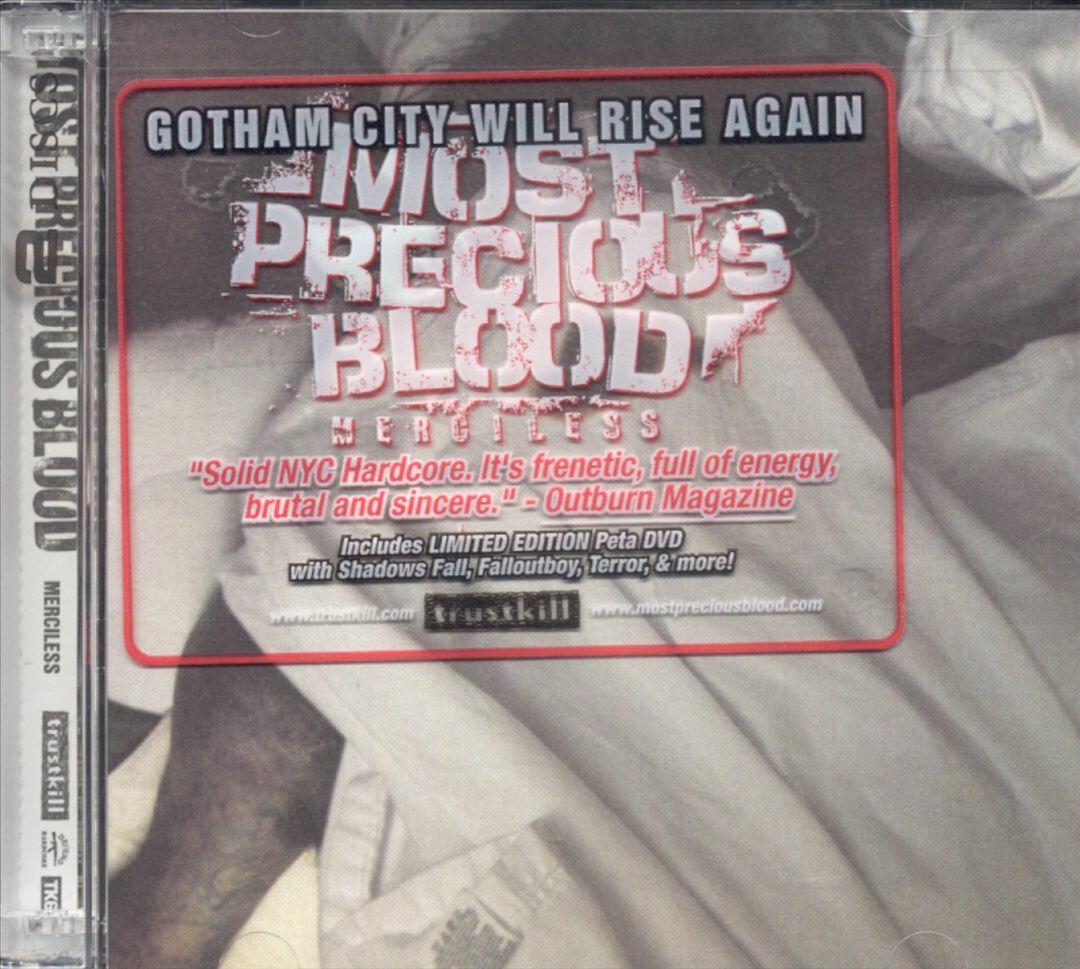 GOTHAM CITY WILL RISE AGAIN
MOST
PRECIOUS
BLOOD
MERCILESS
"Solid NYC Hardcore. It's frenetic, full of energy,
brutal and sincere." - Outburn Magazine
Includes LIMITED EDITION Peta DVD
with Shadows Fall, Falloutboy, Terror, & more!
www.trustkill.com trustkill www.mostpreciousblood.com
MOST PRECIOUS BLOOD
MERCILESS
trustkill
HARDCORE